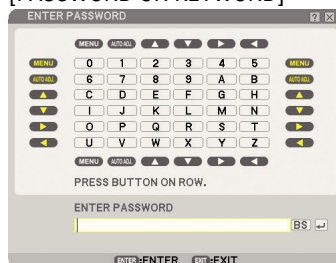 [PASSWORD ON KEYWORD]
ENTER PASSWORD
MENU AUTO ADJ.
MENU 0 1 2 3 4 5 MENU
AUTO ADJ. 6 7 8 9 A B AUTO ADJ.
C D E F G H
I J K L M N
O P Q R S T
U V W X Y Z
MENU AUTO ADJ.
PRESS BUTTON ON ROW.
ENTER PASSWORD
BS
ENTER :ENTER EXIT :EXIT